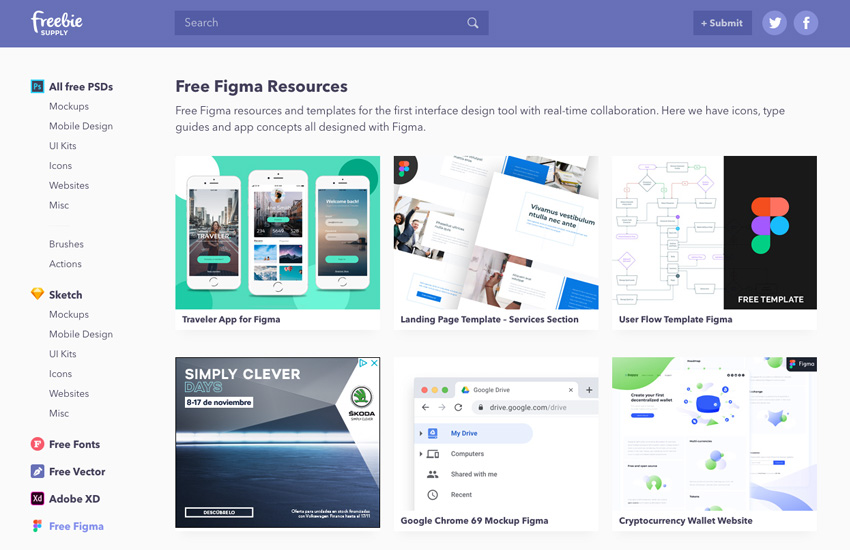 freebie
SUPPLY
Search
+ Submit
Ps All free PSDs
Mockups
Mobile Design
UI Kits
Icons
Websites
Misc
Brushes
Actions
Sketch
Mockups
Mobile Design
UI Kits
Icons
Websites
Misc
Free Fonts
Free Vector
Xd Adobe XD
Free Figma
Free Figma Resources
Free Figma resources and templates for the first interface design tool with real-time collaboration. Here we have icons, type
guides and app concepts all designed with Figma.
TRAVELER
234 5648 128
Welcome back!
Traveler App for Figma
Vivamus vestibulum
ntulla nec ante
Landing Page Template – Services Section
FREE TEMPLATE
User Flow Template Figma
SIMPLY CLEVER
DAYS
8-17 de noviembre
ŠKODA
SIMPLY CLEVER
DESCÚBRELO
Oferta para unidades en stock financiadas
con Volkswagen Finance hasta el 17/11
Google Drive
drive.google.com/drive
My Drive
Computers
Shared with me
Recent
Google Chrome 69 Mockup Figma
Figma
Create your first
decentralized wallet
Cryptocurrency Wallet Website